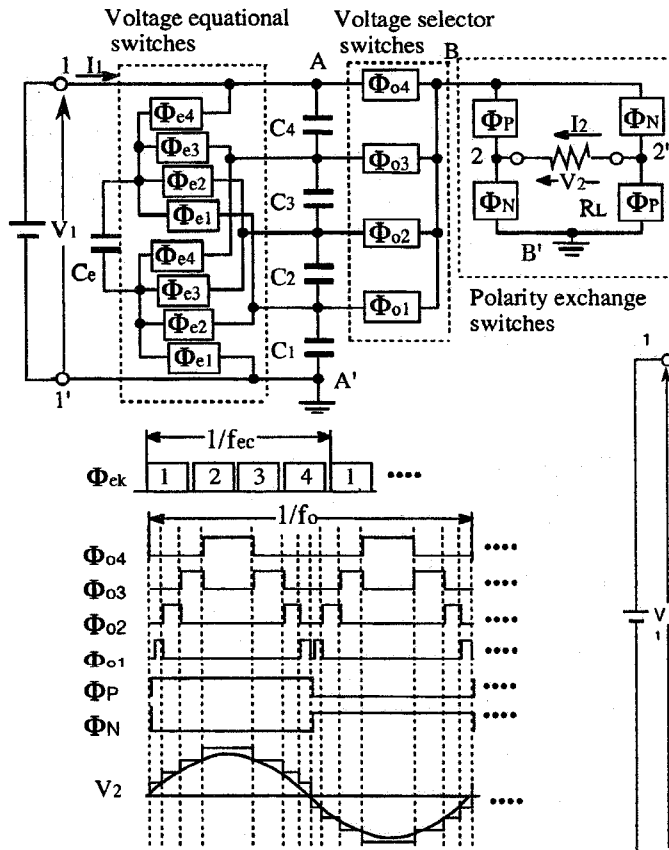 Voltage equational switches
Voltage selector switches
1 I1 A B
Φe4
Φe3
Φe2
Φe1
Φe4
Φe3
Φe2
Φe1
Ce
V1
1'
C4
C3
C2
C1
A'
Φo4
Φo3
Φo2
Φo1
ΦP ΦN
I2
2 2'
V2
ΦN RL ΦP
B'
Polarity exchange switches
1
V
1
1/fec
Φek 1 2 3 4 1 ····
1/fo
Φo4 ····
Φo3 ····
Φo2 ····
Φo1 ····
ΦP ····
ΦN ····
V2 ····